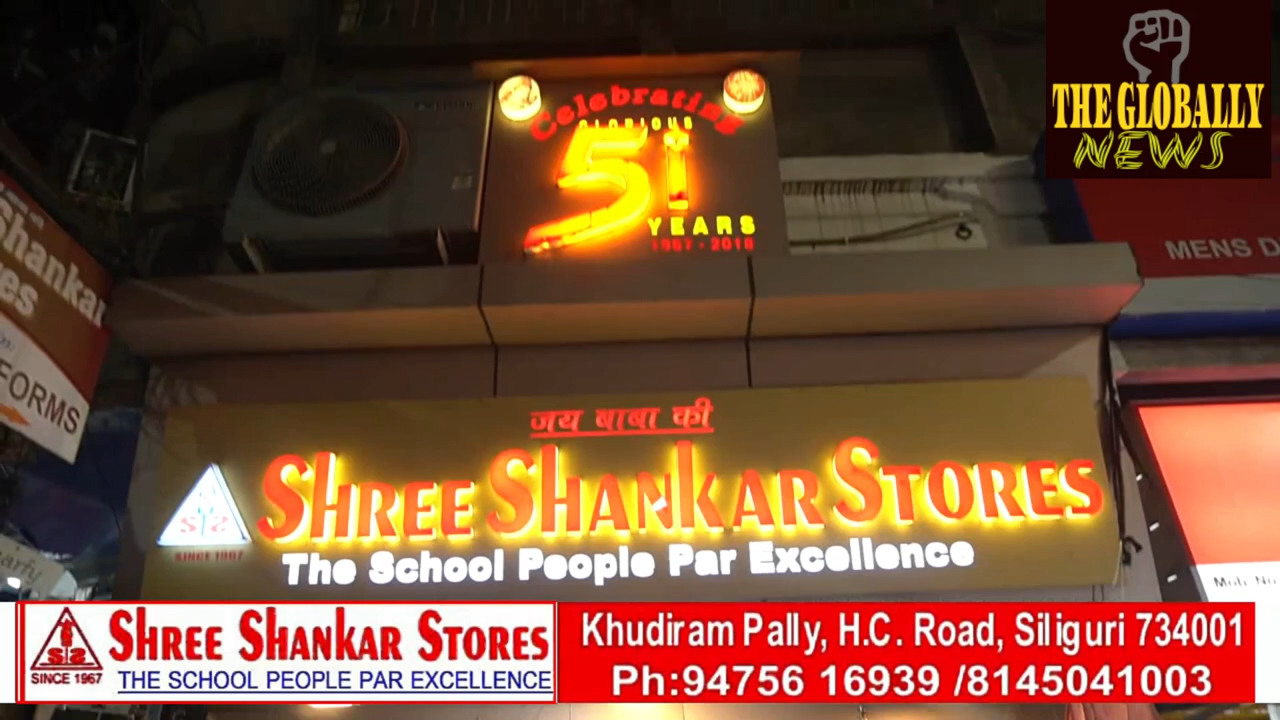 THE GLOBALLY
NEWS
Celebrating
GLORIOUS
51
YEARS
1967 - 2018
Shankar
FORMS
MENS
जय बाबा की
SHREE SHANKAR STORES
SINCE 1967
The School People Par Excellence
Mob. No
SHREE SHANKAR STORES
SINCE 1967
THE SCHOOL PEOPLE PAR EXCELLENCE
Khudiram Pally, H.C. Road, Siliguri 734001
Ph:94756 16939 /8145041003